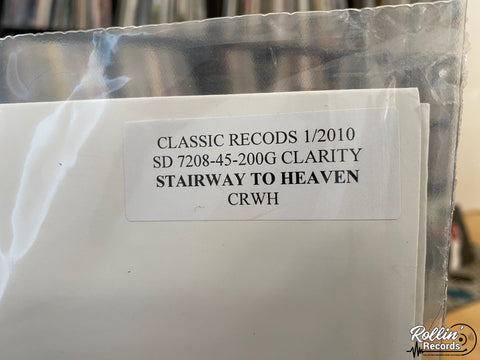 CLASSIC RECODS 1/2010
SD 7208-45-200G CLARITY
STAIRWAY TO HEAVEN
CRWH
Rollin'
Records